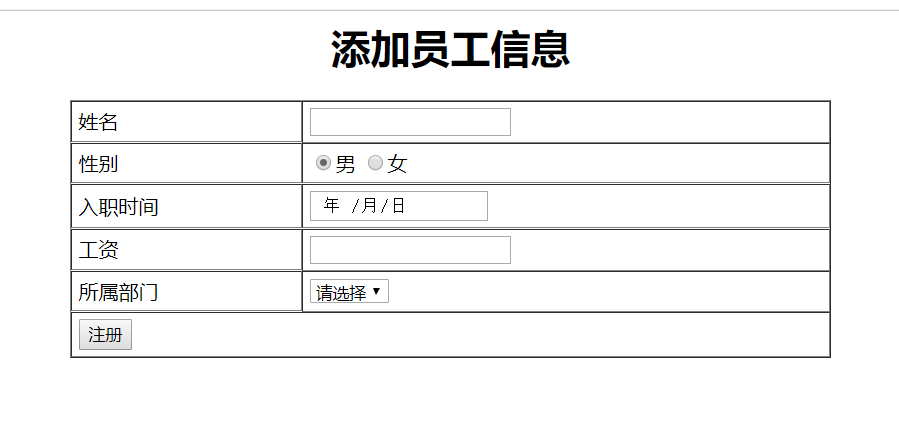 添加员工信息
姓名
性别 男 女
入职时间 年 /月/日
工资
所属部门 请选择
注册